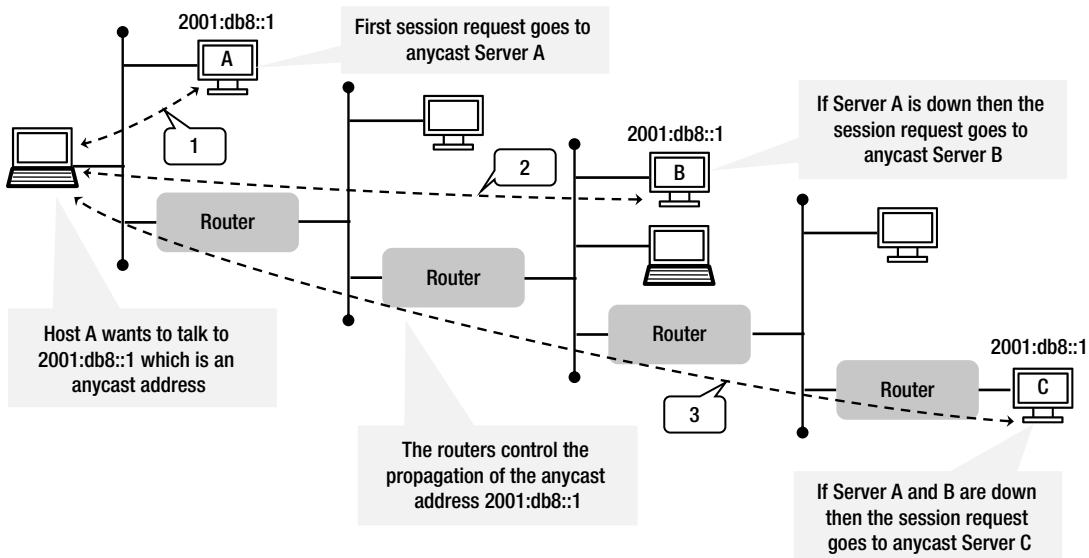 2001:db8::1
A
First session request goes to
anycast Server A
1
If Server A is down then the
session request goes to
anycast Server B
2001:db8::1
B
2
Router
Router
Router
Host A wants to talk to
2001:db8::1 which is an
anycast address
2001:db8::1
C
Router
3
The routers control the
propagation of the anycast
address 2001:db8::1
If Server A and B are down
then the session request
goes to anycast Server C